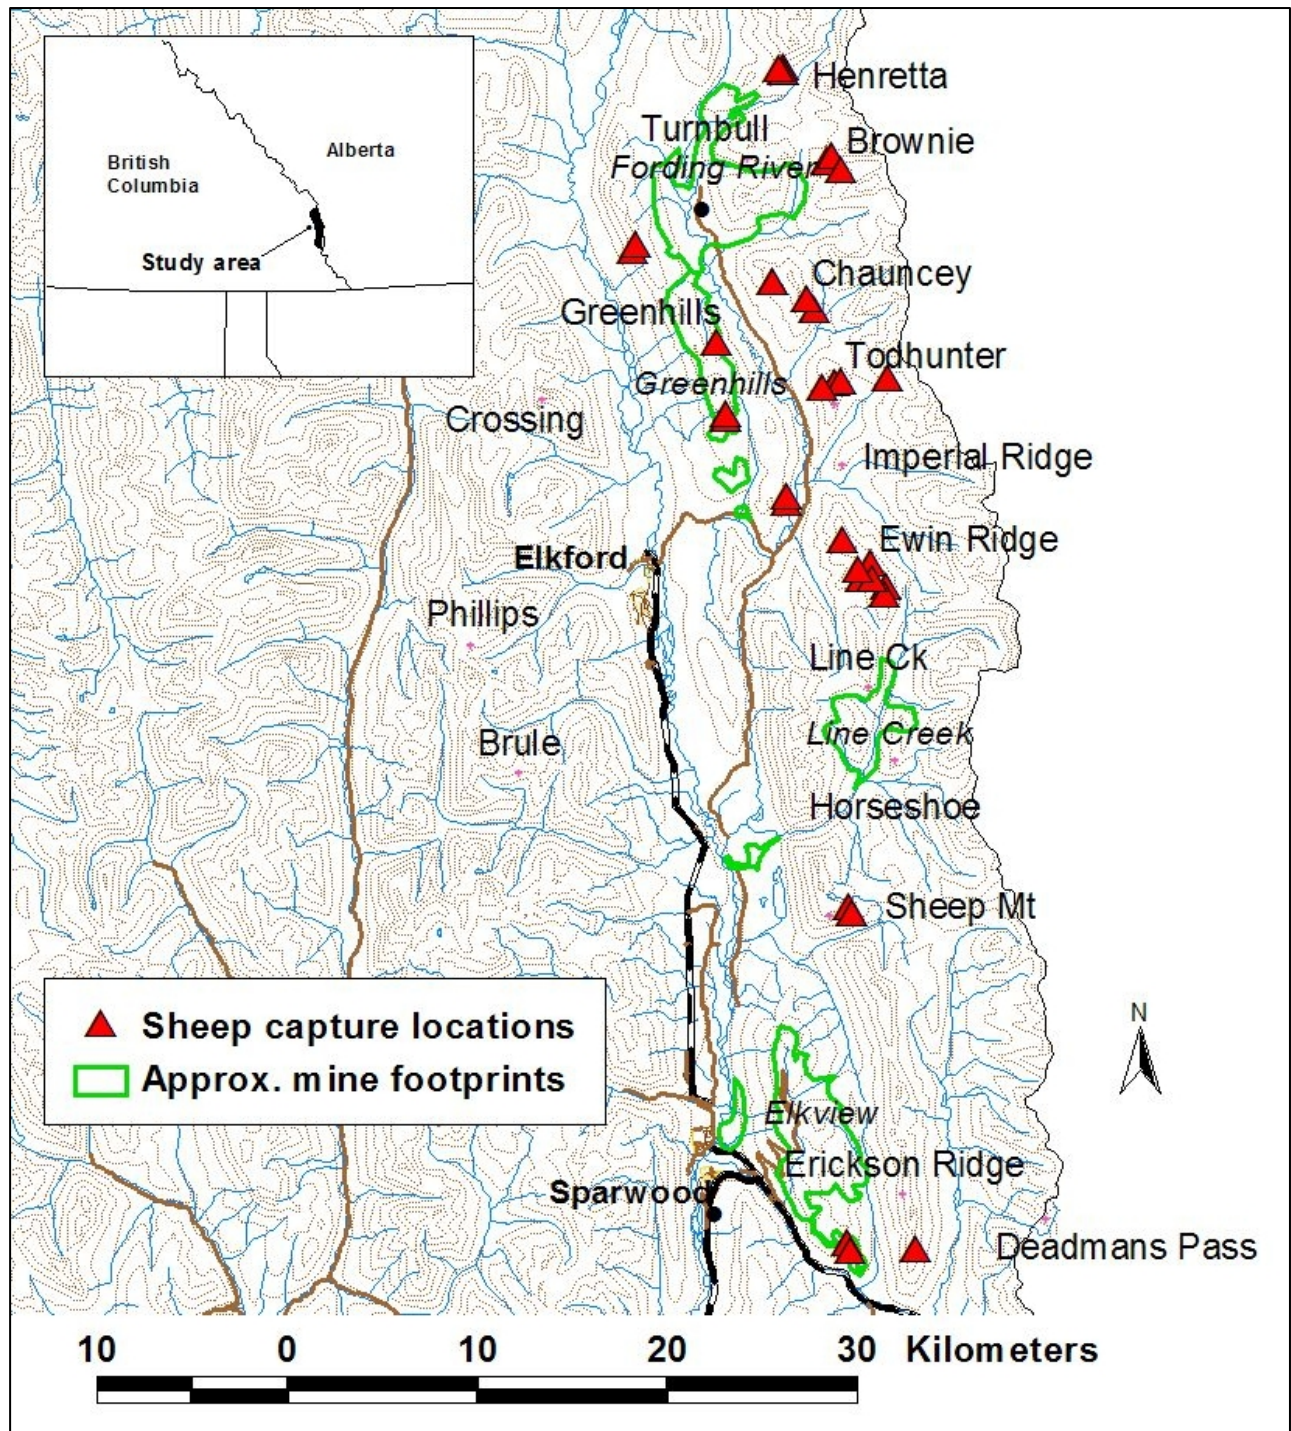 Henretta
Turnbull
Brownie
Fording River
British
Columbia
Alberta
Study area
Chauncey
Greenhills
Todhunter
Greenhills
Crossing
Imperial Ridge
Ewin Ridge
Elkford
Phillips
Line Ck
Line Creek
Brule
Horseshoe
Sheep Mt
Sheep capture locations
Approx. mine footprints
N
Elkview
Erickson Ridge
Sparwood
Deadmans Pass
10 0 10 20 30 Kilometers